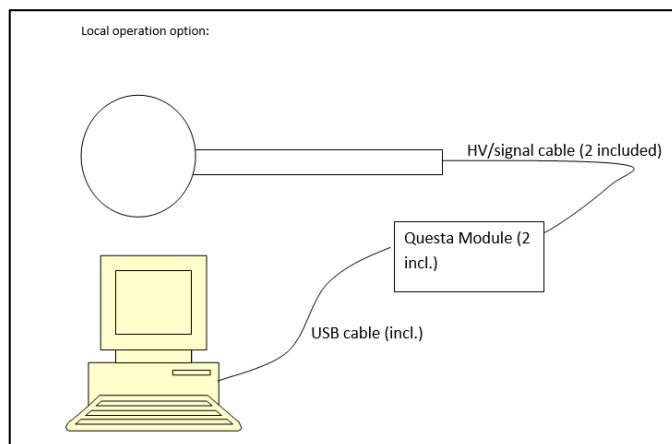 Local operation option:
HV/signal cable (2 included)
Questa Module (2
incl.)
USB cable (incl.)